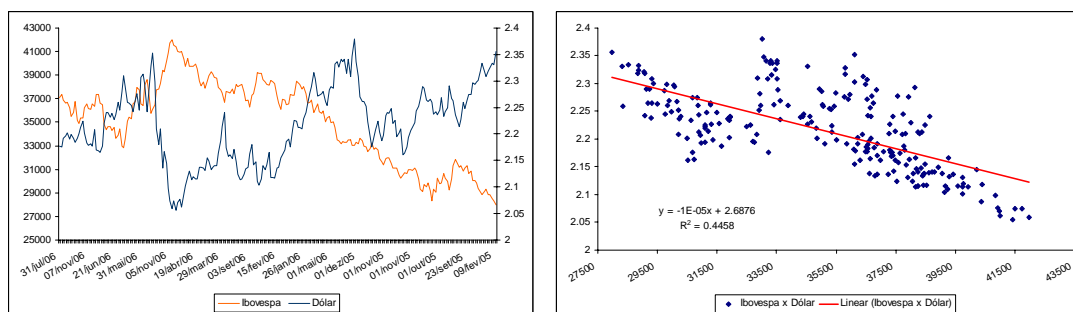 43000
41000
39000
37000
35000
33000
31000
29000
27000
25000
2.4
2.35
2.3
2.25
2.2
2.15
2.1
2.05
2
31/jul/06
07/nov/06
21/jun/06
31/mai/06
05/nov/06
19/abr/06
29/mar/06
03/set/06
15/fev/06
26/jan/06
01/mai/06
01/dez/05
01/nov/05
01/nov/05
01/out/05
23/set/05
09/fev/05
Ibovespa
Dólar
2.4
2.35
2.3
2.25
2.2
2.15
2.1
2.05
2
y = -1E-05x + 2.6876
R² = 0.4458
27500
29500
31500
33500
35500
37500
39500
41500
43500
Ibovespa x Dólar
Linear (Ibovespa x Dólar)